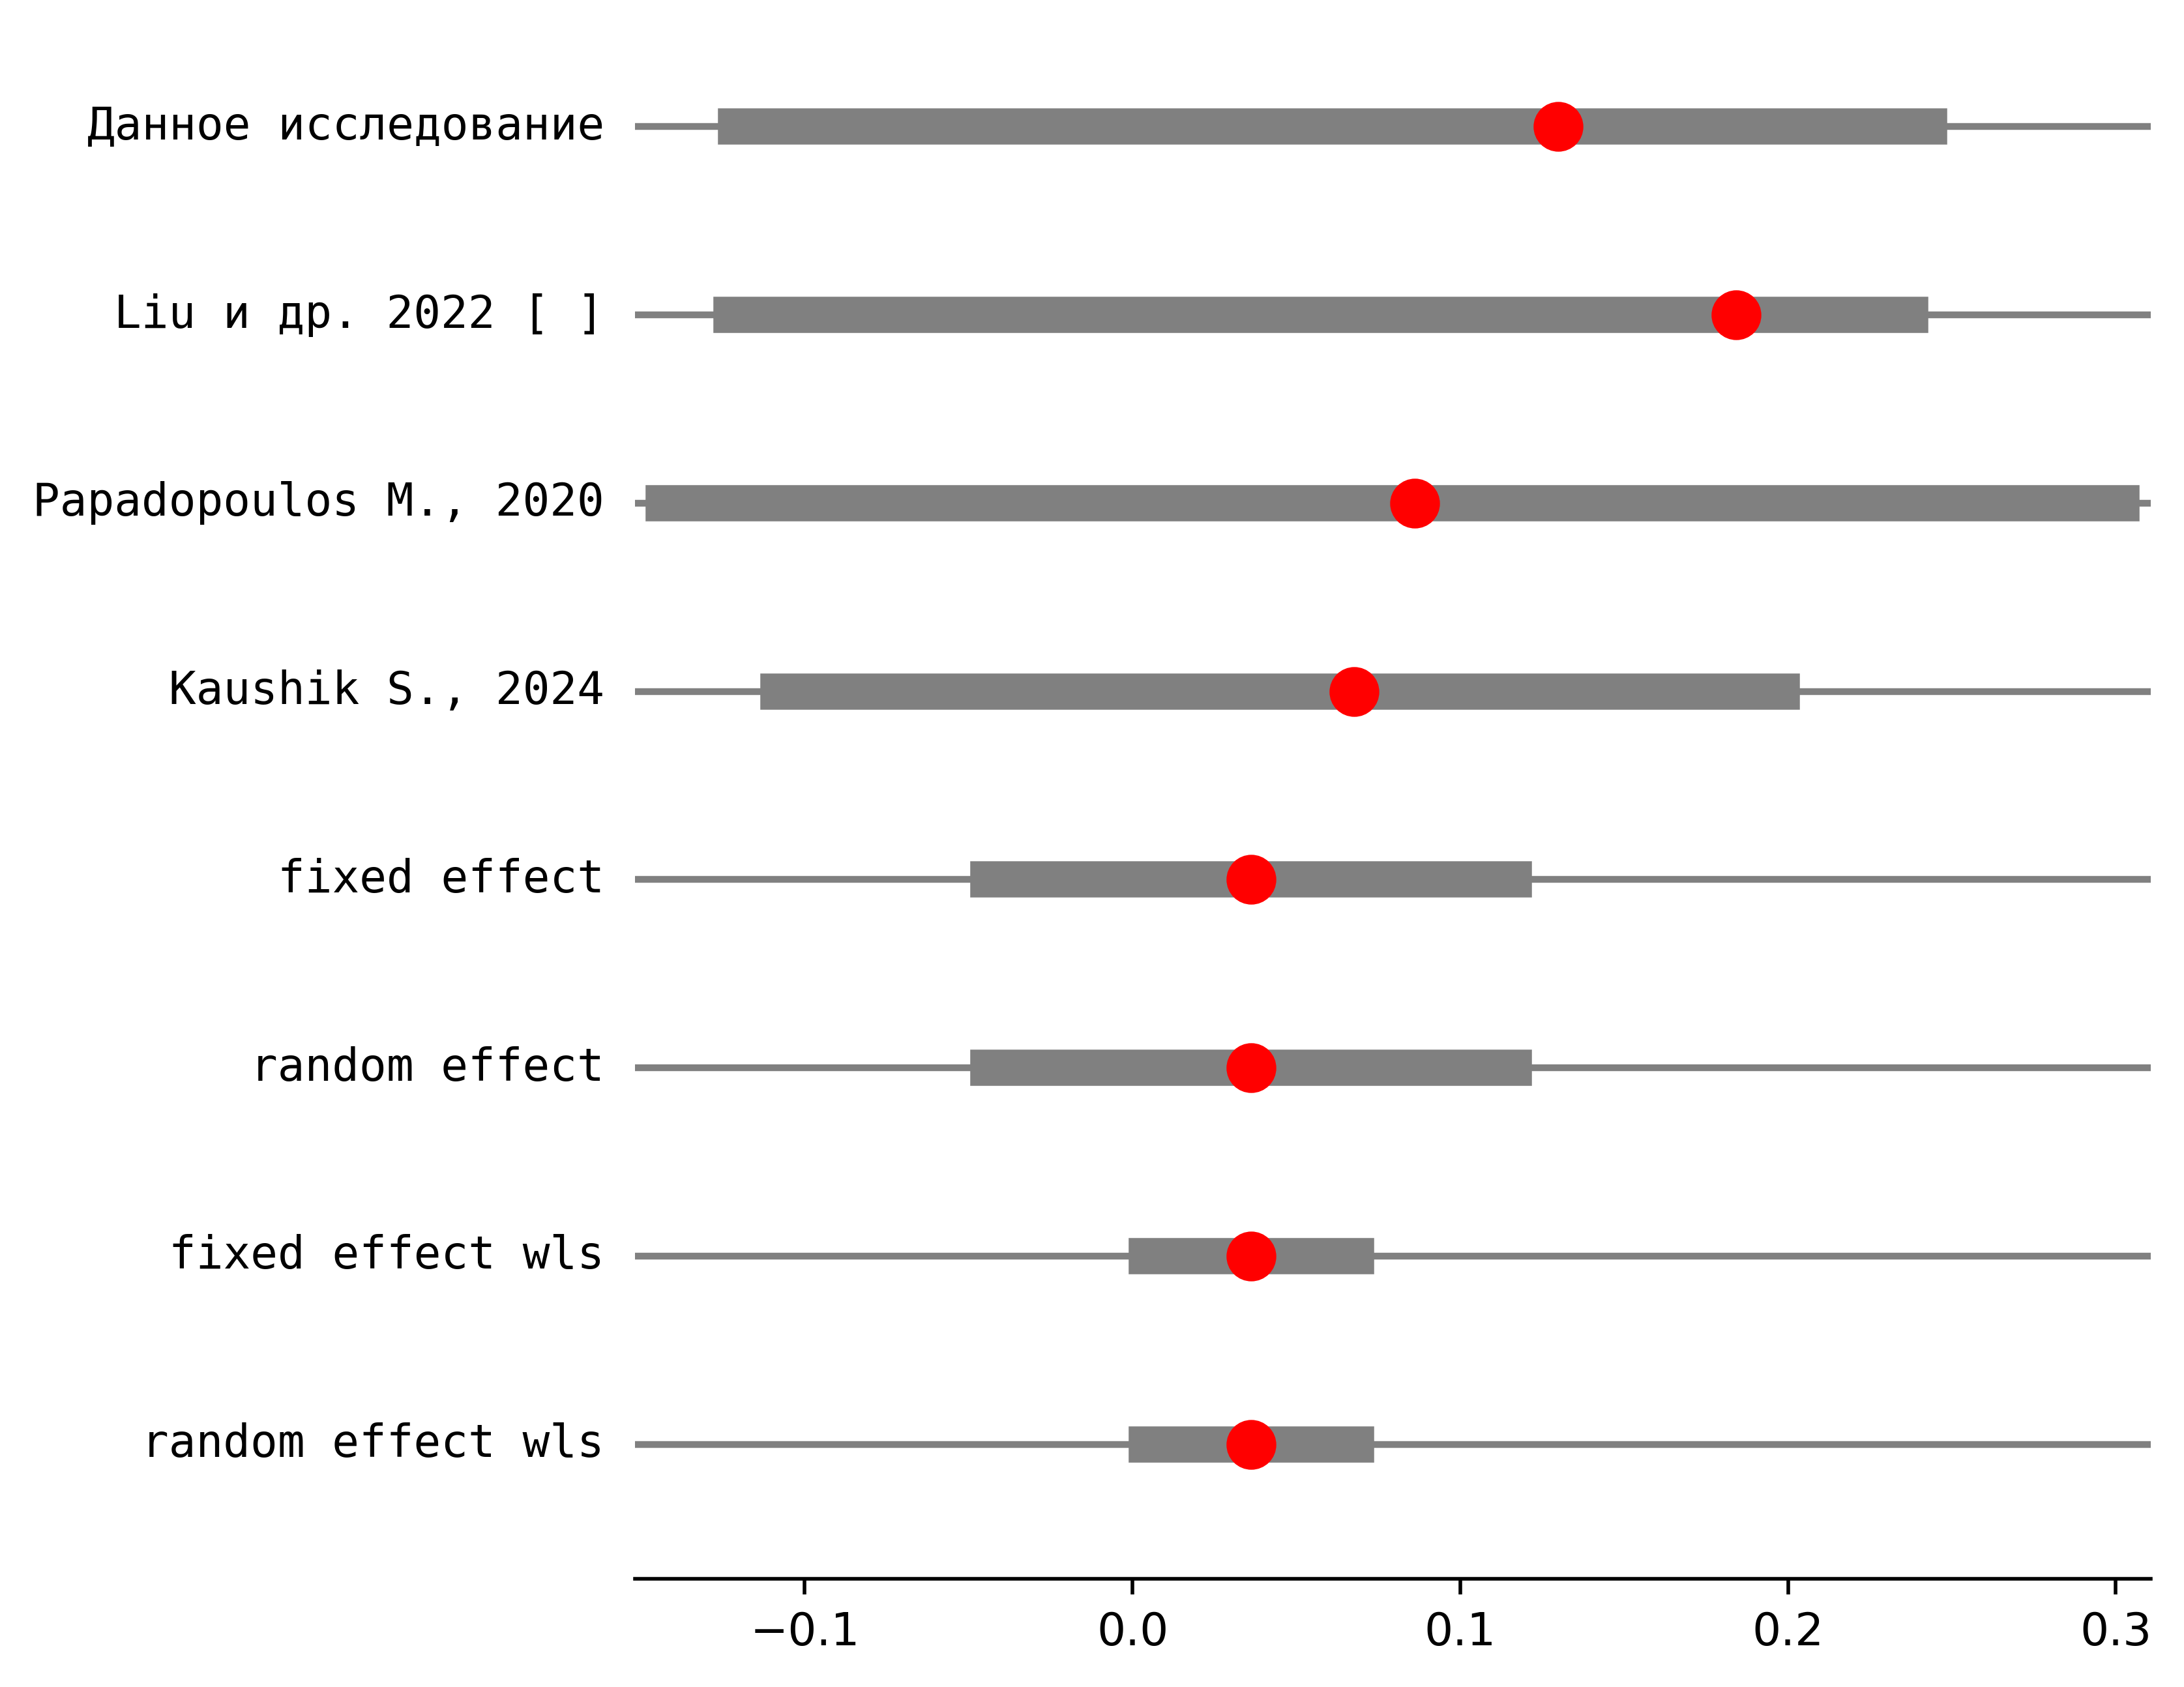 Данное исследование
Liu и др. 2022 [ ]
Papadopoulos M., 2020
Kaushik S., 2024
fixed effect
random effect
fixed effect wls
random effect wls
−0.1 0.0 0.1 0.2 0.3